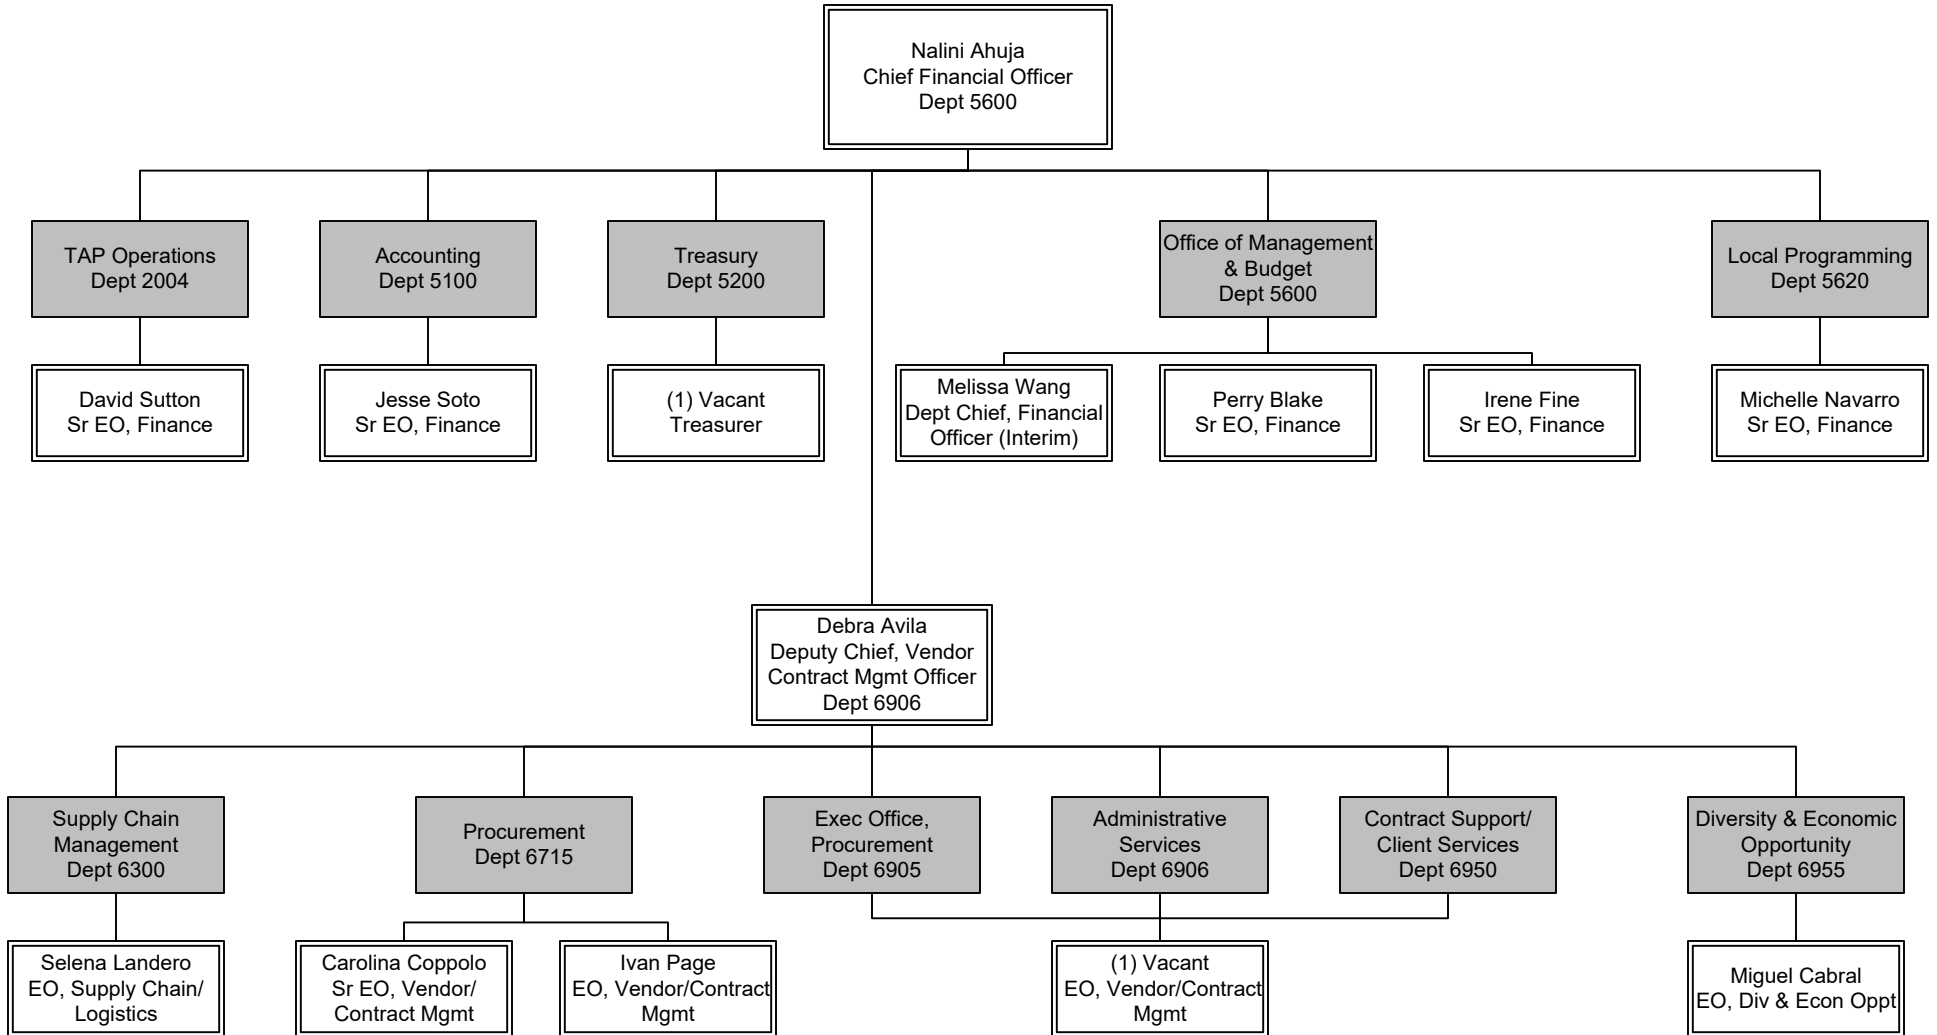 Nalini Ahuja
Chief Financial Officer
Dept 5600
TAP Operations
Dept 2004
Accounting
Dept 5100
Treasury
Dept 5200
Office of Management
& Budget
Dept 5600
Local Programming
Dept 5620
David Sutton
Sr EO, Finance
Jesse Soto
Sr EO, Finance
(1) Vacant
Treasurer
Melissa Wang
Dept Chief, Financial
Officer (Interim)
Perry Blake
Sr EO, Finance
Irene Fine
Sr EO, Finance
Michelle Navarro
Sr EO, Finance
Debra Avila
Deputy Chief, Vendor
Contract Mgmt Officer
Dept 6906
Supply Chain
Management
Dept 6300
Procurement
Dept 6715
Exec Office,
Procurement
Dept 6905
Administrative
Services
Dept 6906
Contract Support/
Client Services
Dept 6950
Diversity & Economic
Opportunity
Dept 6955
Selena Landero
EO, Supply Chain/
Logistics
Carolina Coppolo
Sr EO, Vendor/
Contract Mgmt
Ivan Page
EO, Vendor/Contract
Mgmt
(1) Vacant
EO, Vendor/Contract
Mgmt
Miguel Cabral
EO, Div & Econ Oppt